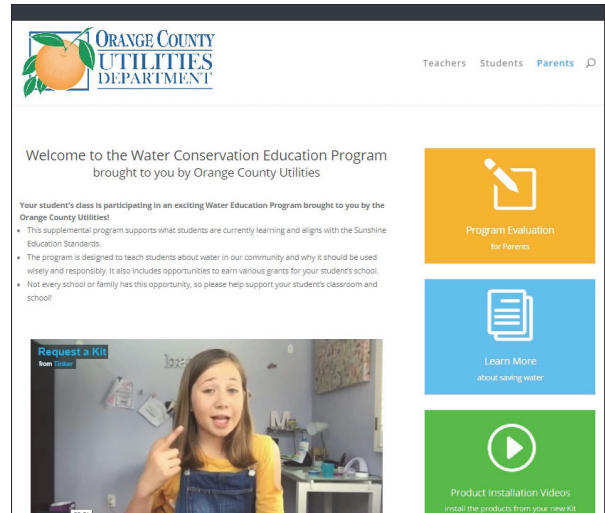 ORANGE COUNTY
UTILITIES
DEPARTMENT
Teachers Students Parents
Welcome to the Water Conservation Education Program
brought to you by Orange County Utilities
Your student's class is participating in an exciting Water Education Program brought to you by the
Orange County Utilities!
• This supplemental program supports what students are currently learning and aligns with the Sunshine
Education Standards.
• The program is designed to teach students about water in our community and why it should be used
wisely and responsibly. It also includes opportunities to earn various grants for your student's school.
• Not every school or family has this opportunity, so please help support your student's classroom and
school!
Request a Kit
from Tinker
Program Evaluation
for Parents
Learn More
about saving water
Product Installation Videos
install the products from your new Kit